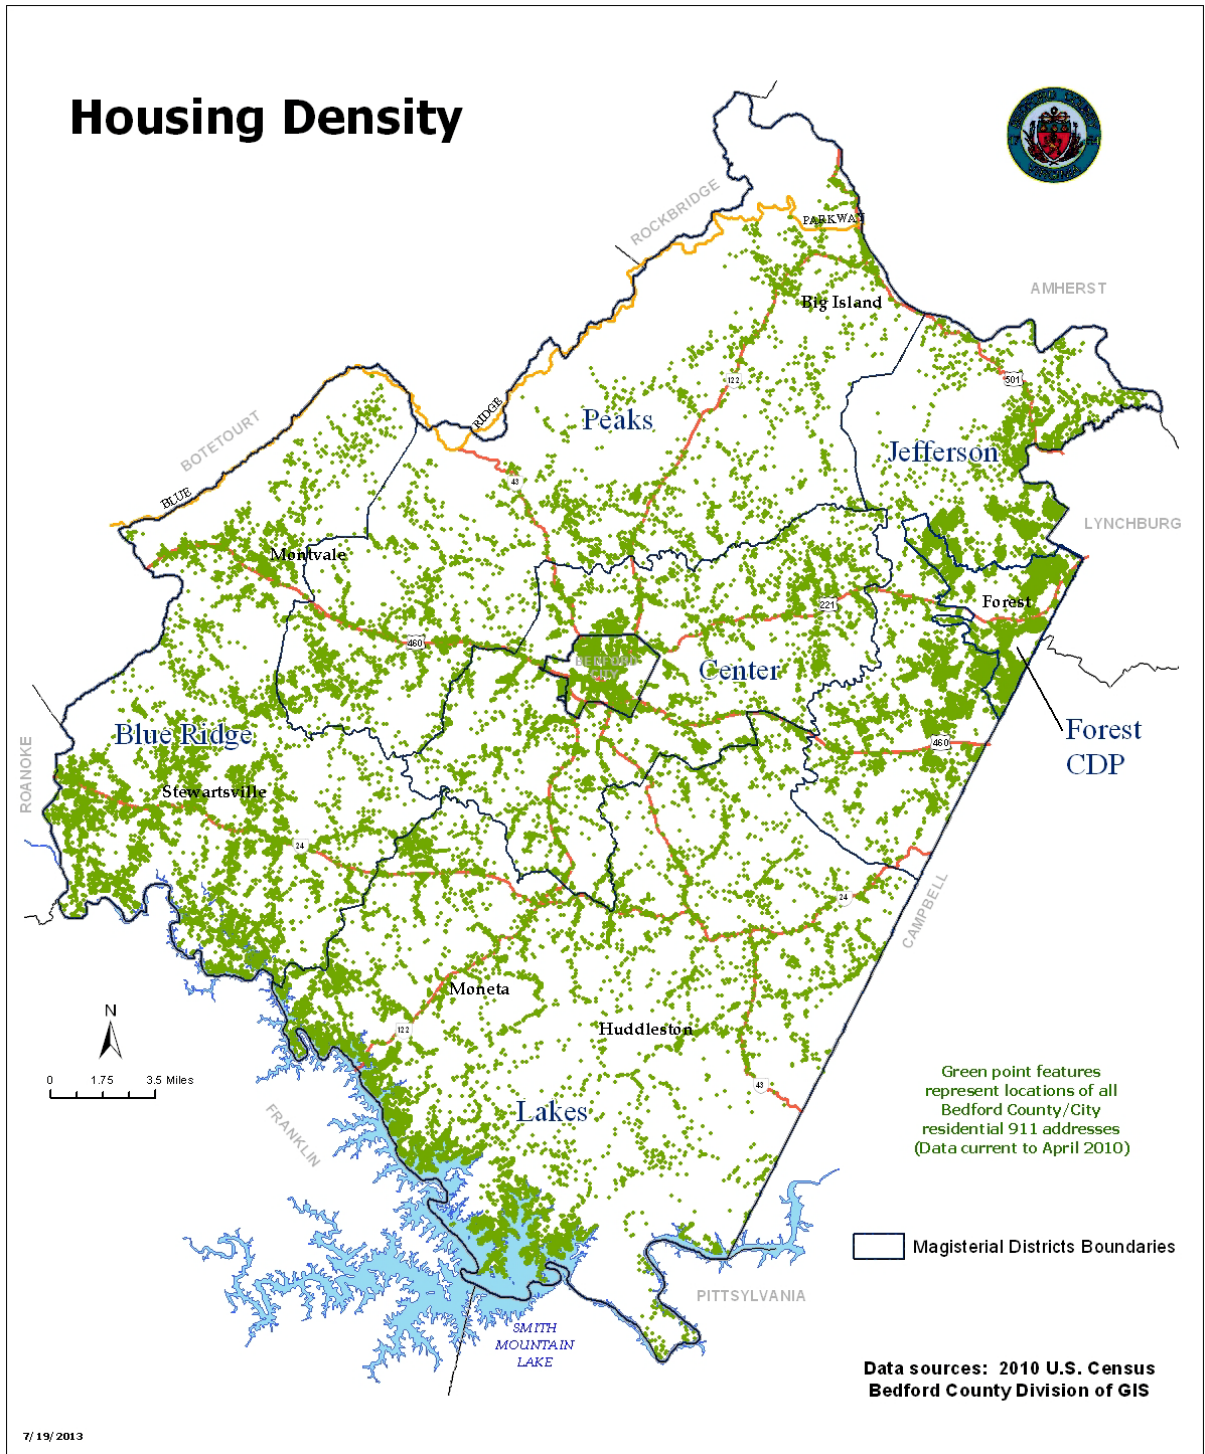 Housing Density
ROCKBRIDGE
PARKWAY
AMHERST
Big Island
501
122
BOTETOURT
RIDGE
Peaks
Jefferson
BLUE
43
LYNCHBURG
Montvale
Forest
221
460
BEDFORD
CITY
Center
Blue Ridge
Forest
CDP
460
ROANOKE
Stewartsville
24
24
CAMPBELL
Moneta
N
122
Huddleston
0 1.75 3.5 Miles
43
Green point features
represent locations of all
Bedford County/City
residential 911 addresses
(Data current to April 2010)
FRANKLIN
Lakes
Magisterial Districts Boundaries
PITTSYLVANIA
SMITH
MOUNTAIN
LAKE
Data sources: 2010 U.S. Census
Bedford County Division of GIS
7/19/2013